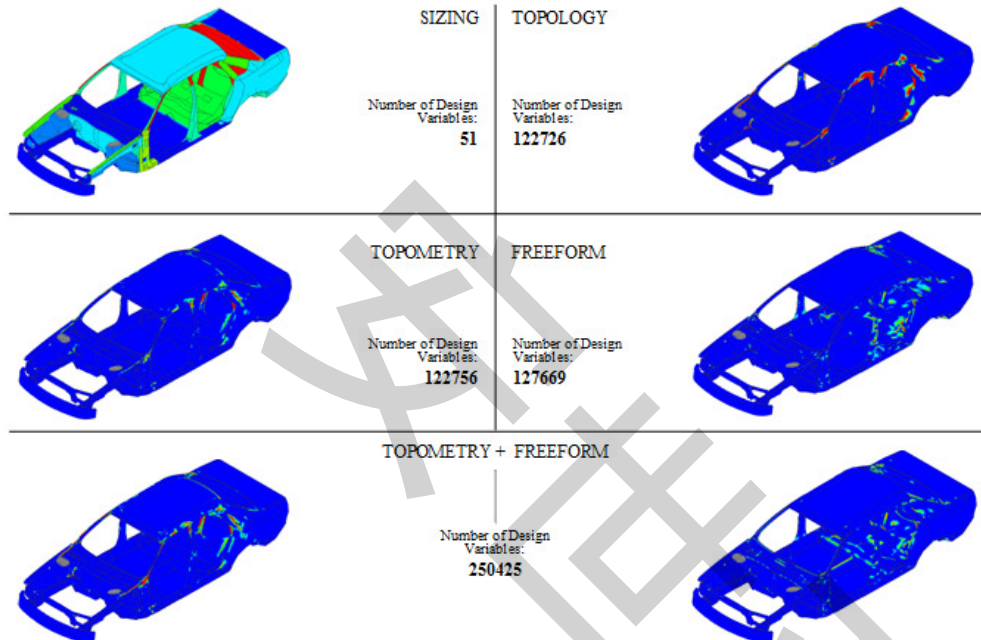 SIZING
TOPOLOGY
Number of Design
Variables:
51
Number of Design
Variables:
122726
TOPOMETRY
FREEFORM
Number of Design
Variables:
122756
Number of Design
Variables:
127669
TOPOMETRY + FREEFORM
Number of Design
Variables:
250425